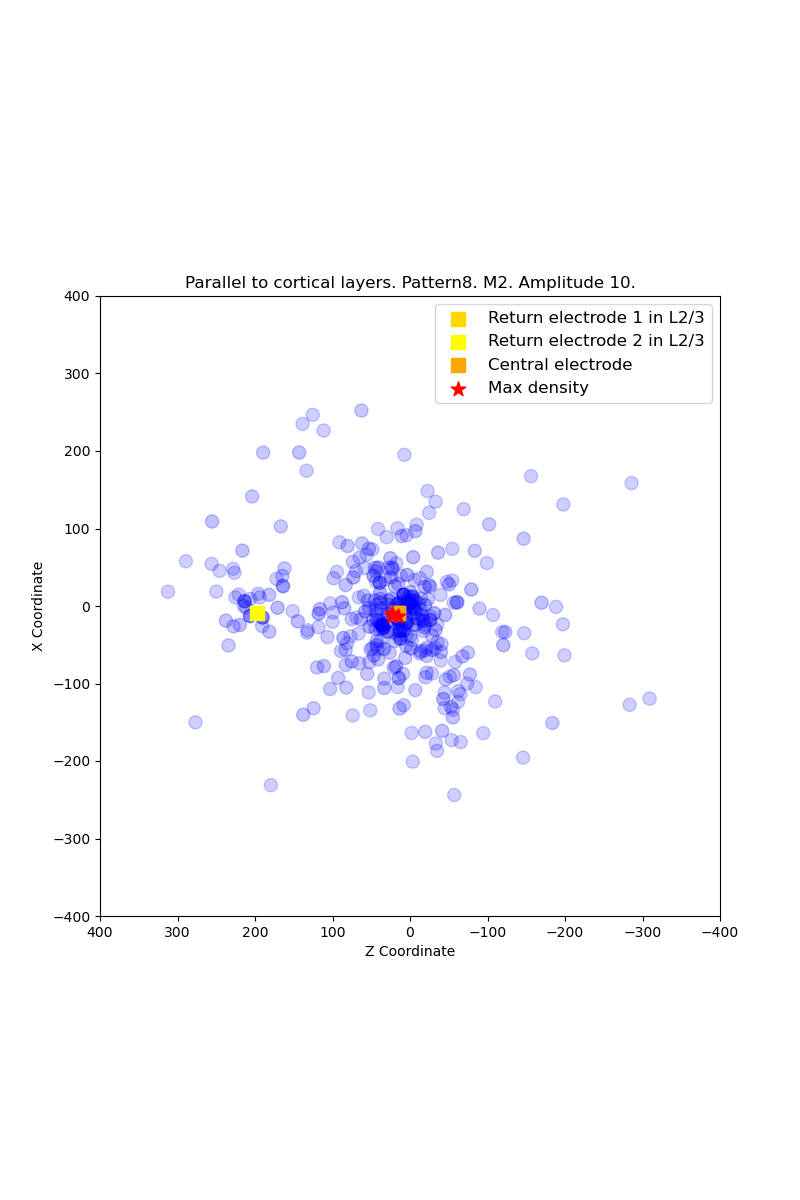 Parallel to cortical layers. Pattern8. M2. Amplitude 10.
Return electrode 1 in L2/3
Return electrode 2 in L2/3
Central electrode
Max density
400
300
200
100
0
−100
−200
−300
−400
X Coordinate
400 300 200 100 0 −100 −200 −300 −400
Z Coordinate